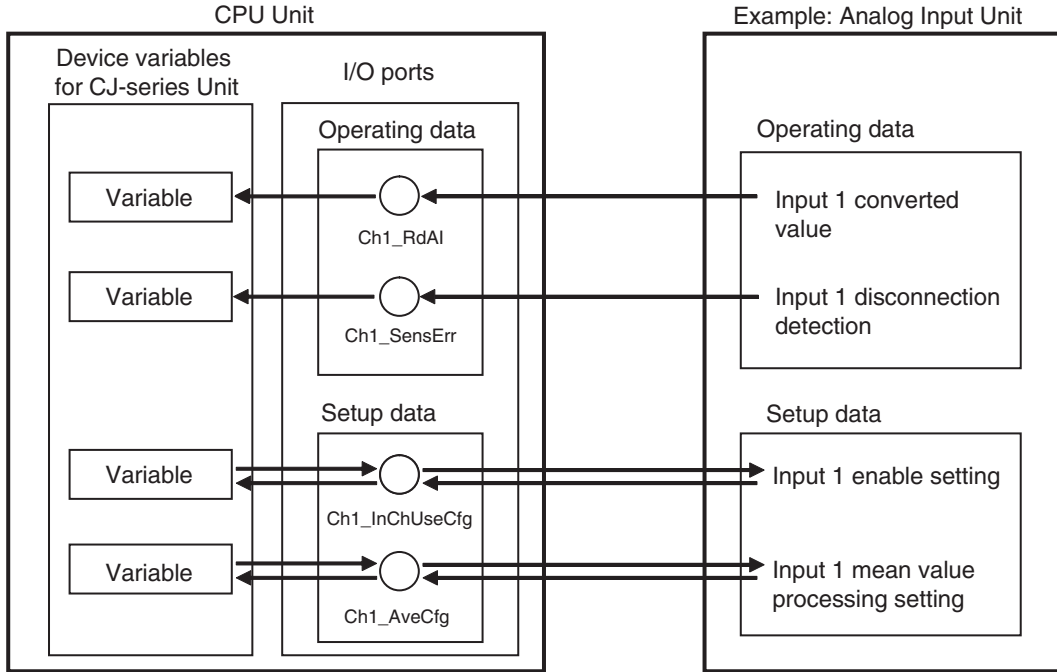 CPU Unit
Example: Analog Input Unit
Device variables
for CJ-series Unit
I/O ports
Operating data
Operating data
Variable
Ch1_RdAI
Input 1 converted
value
Variable
Ch1_SensErr
Input 1 disconnection
detection
Setup data
Setup data
Variable
Ch1_InChUseCfg
Input 1 enable setting
Variable
Ch1_AveCfg
Input 1 mean value
processing setting